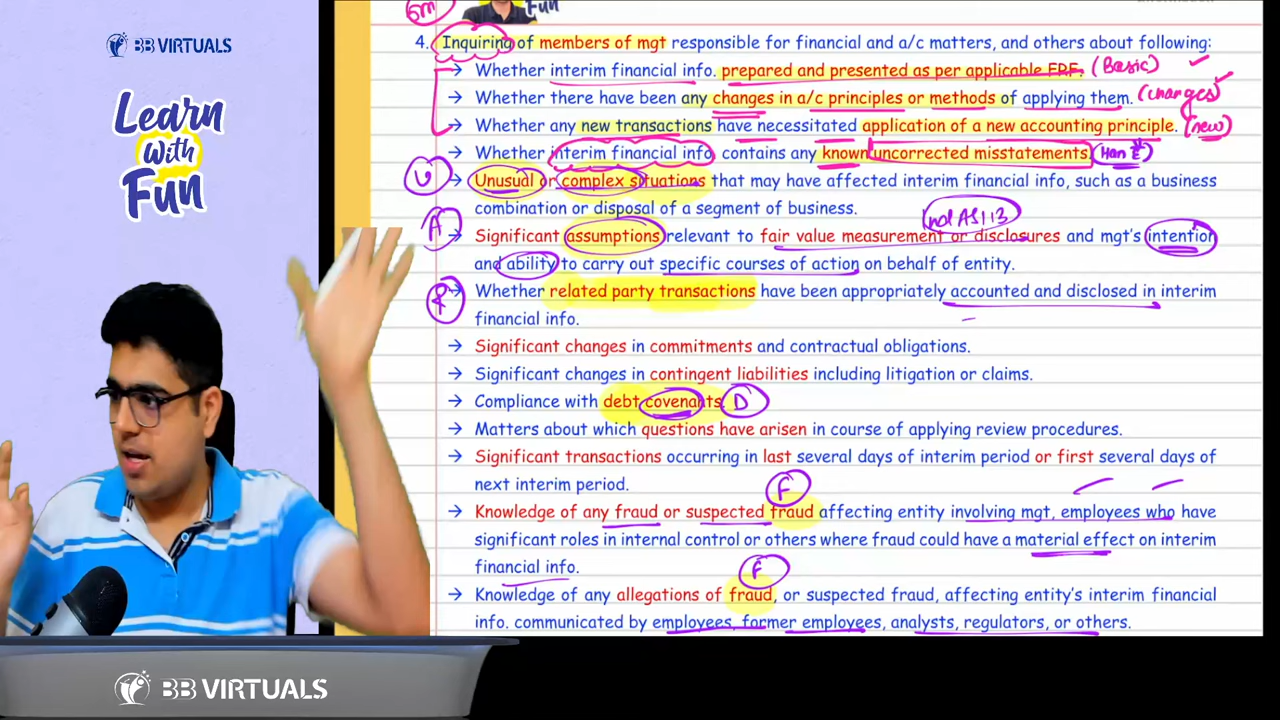 BB VIRTUALS
Learn
With
Fun
Sm
Fun
4. Inquiring of members of mgt responsible for financial and a/c matters, and others about following:
→ Whether interim financial info. prepared and presented as per applicable FRF. (Basic)
→ Whether there have been any changes in a/c principles or methods of applying them. (changes)
→ Whether any new transactions have necessitated application of a new accounting principle. (new)
→ Whether interim financial info contains any known uncorrected misstatements.
U
→ Unusual or complex situations that may have affected interim financial info, such as a business
combination or disposal of a segment of business.
not AS 13
A
→ Significant assumptions relevant to fair value measurement or disclosures and mgt's intention
and ability to carry out specific courses of action on behalf of entity.
R
→ Whether related party transactions have been appropriately accounted and disclosed in interim
financial info.
→ Significant changes in commitments and contractual obligations.
→ Significant changes in contingent liabilities including litigation or claims.
→ Compliance with debt covenants. D
→ Matters about which questions have arisen in course of applying review procedures.
→ Significant transactions occurring in last several days of interim period or first several days of
next interim period.
F
→ Knowledge of any fraud or suspected fraud affecting entity involving mgt, employees who have
significant roles in internal control or others where fraud could have a material effect on interim
financial info.
F
→ Knowledge of any allegations of fraud, or suspected fraud, affecting entity's interim financial
info. communicated by employees, former employees, analysts, regulators, or others.
BB VIRTUALS